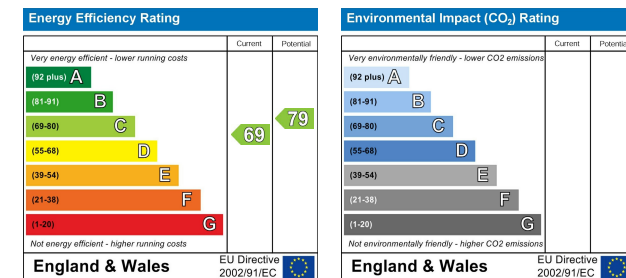 Energy Efficiency Rating
Current Potential
Very energy efficient - lower running costs
(92 plus) A
(81-91) B
(69-80) C
(55-68) D
(39-54) E
(21-38) F
(1-20) G
69
79
Not energy efficient - higher running costs
England & Wales
EU Directive
2002/91/EC
Environmental Impact (CO₂) Rating
Current Potential
Very environmentally friendly - lower CO2 emissions
(92 plus) A
(81-91) B
(69-80) C
(55-68) D
(39-54) E
(21-38) F
(1-20) G
Not environmentally friendly - higher CO2 emissions
England & Wales
EU Directive
2002/91/EC